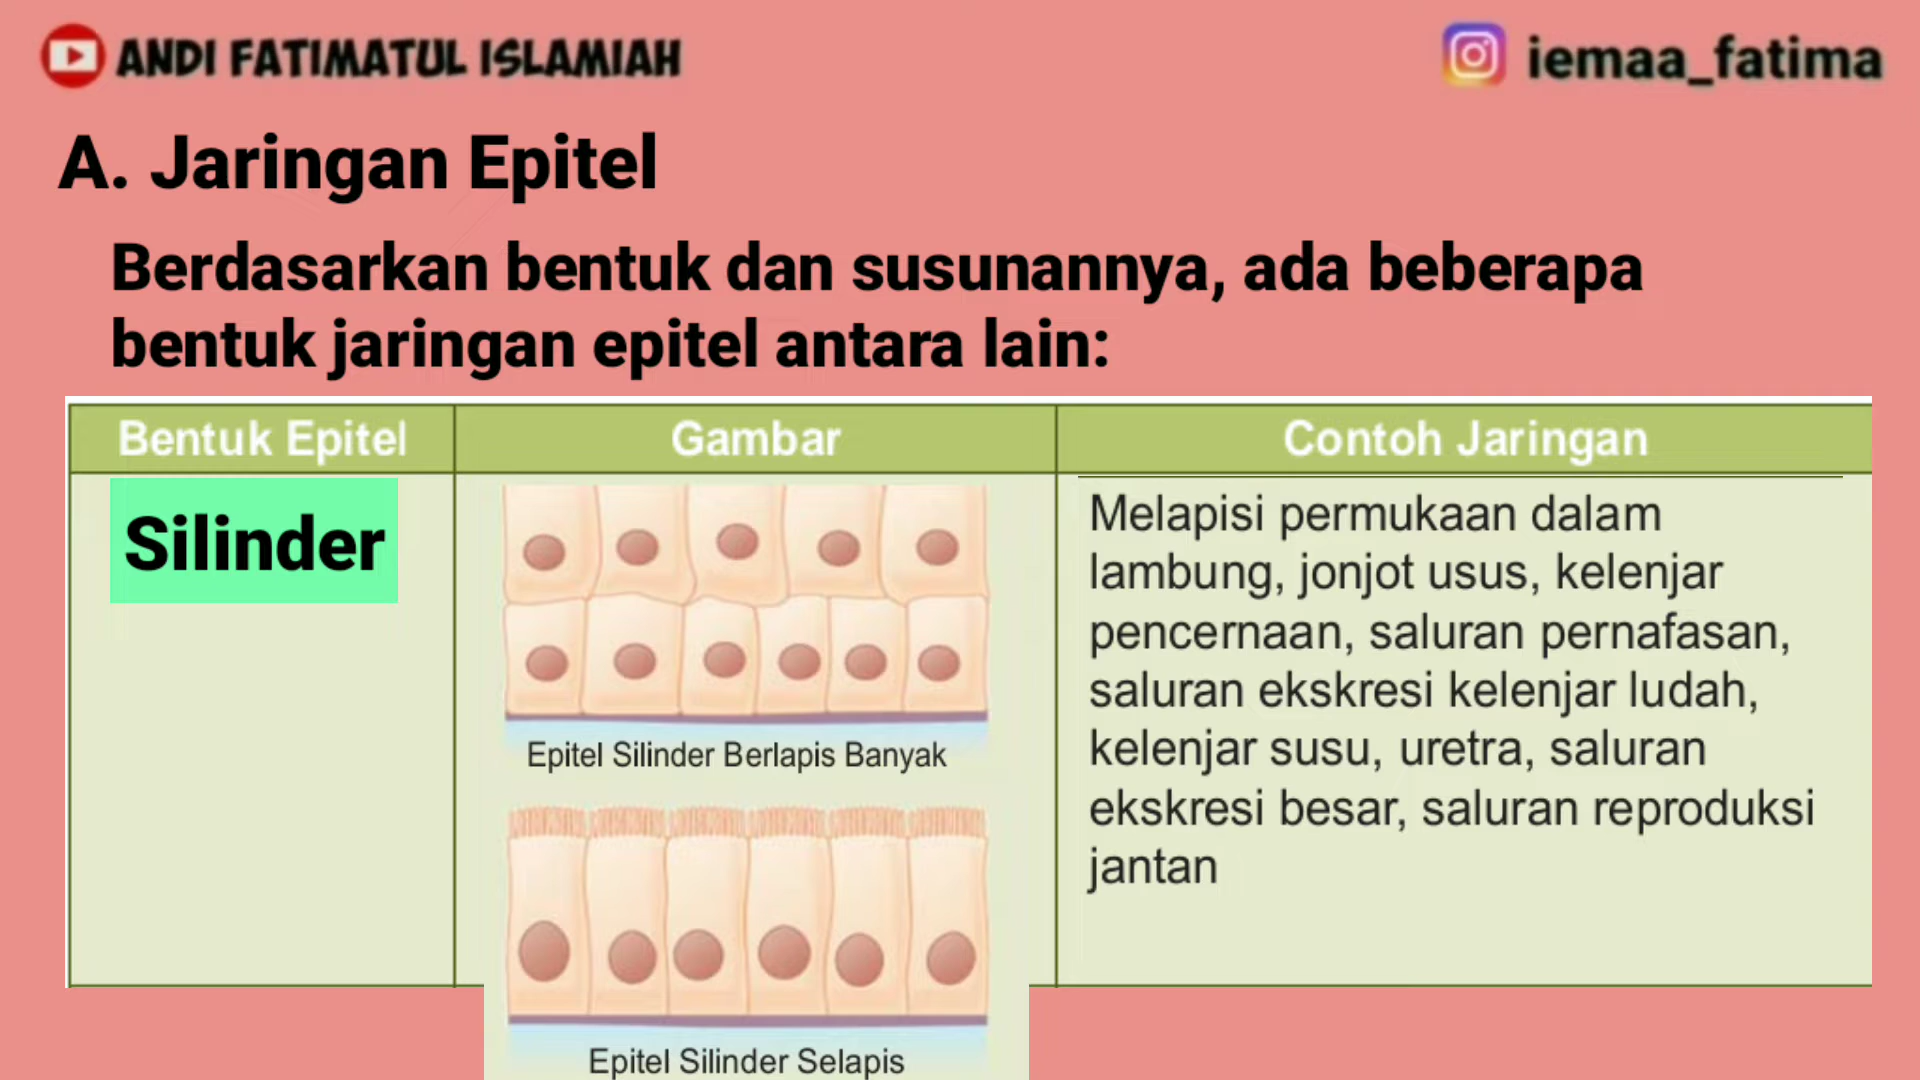 ANDI FATIMATUL ISLAMIAH
iemaa_fatima
A. Jaringan Epitel
Berdasarkan bentuk dan susunannya, ada beberapa
bentuk jaringan epitel antara lain:
Bentuk Epitel
Gambar
Contoh Jaringan
Silinder
Epitel Silinder Berlapis Banyak
Epitel Silinder Selapis
Melapisi permukaan dalam
lambung, jonjot usus, kelenjar
pencernaan, saluran pernafasan,
saluran ekskresi kelenjar ludah,
kelenjar susu, uretra, saluran
ekskresi besar, saluran reproduksi
jantan